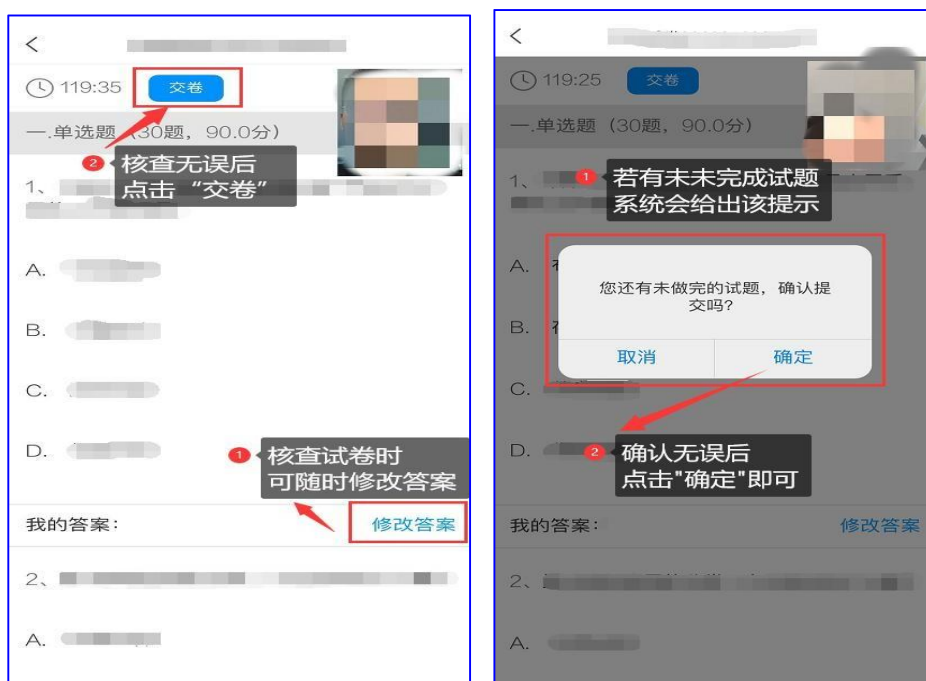 119:35 交卷
一.单选题（30题，90.0分）
2 核查无误后
点击“交卷”
1、
A.
B.
C.
D.
1 核查试卷时
可随时修改答案
我的答案： 修改答案
2、
A.
119:25 交卷
一.单选题（30题，90.0分）
1、
1 若有未未完成试题
系统会给出该提示
A.
您还有未做完的试题，确认提
交吗？
B.
取消 确定
C.
D.
2 确认无误后
点击"确定"即可
我的答案： 修改答案
2、
A.